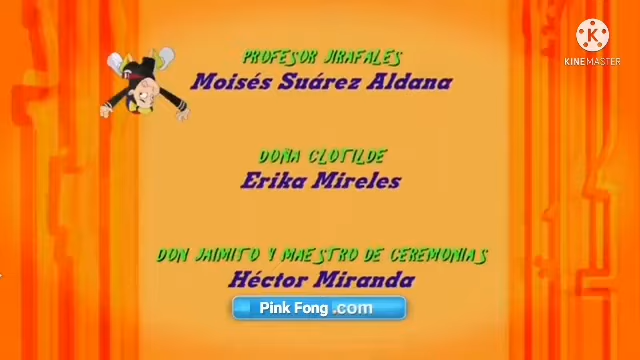 KINEMASTER
PROFESOR JIRAFALES
Moisés Suárez Aldana
DOÑA CLOTILDE
Erika Mireles
DON JAIMITO Y MAESTRO DE CEREMONIAS
Héctor Miranda
Pink Fong .com